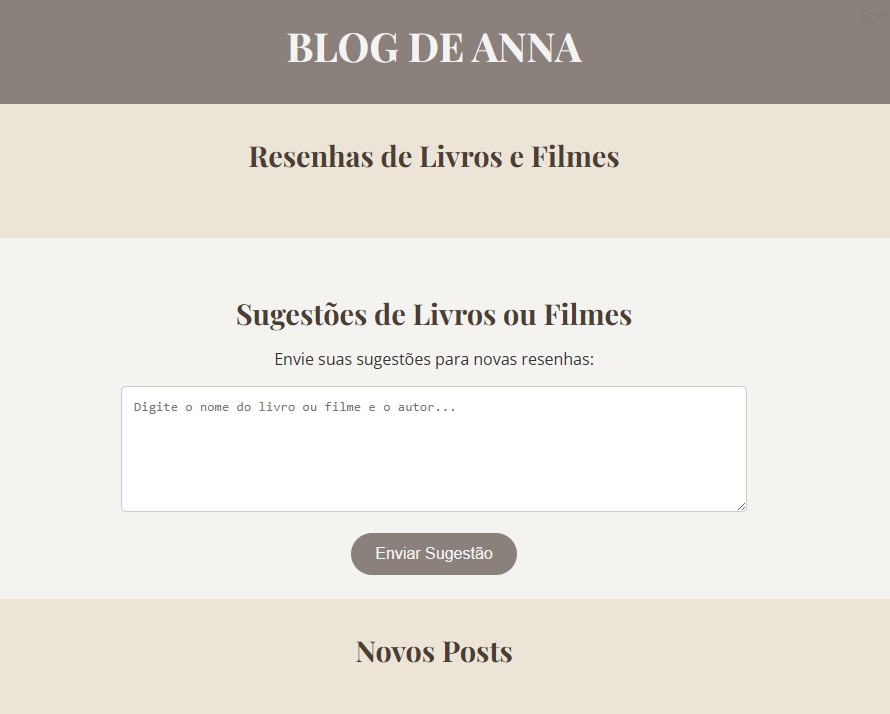 BLOG DE ANNA
Resenhas de Livros e Filmes
Sugestões de Livros ou Filmes
Envie suas sugestões para novas resenhas:
Digite o nome do livro ou filme e o autor...
Enviar Sugestão
Novos Posts